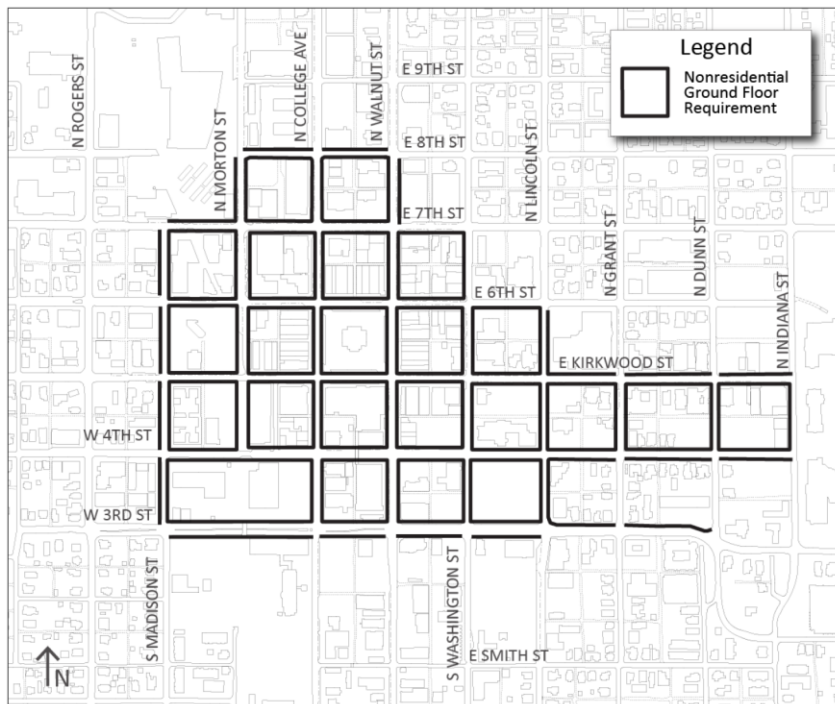 Legend
Nonresidential
Ground Floor
Requirement
N ROGERS ST
N MORTON ST
N COLLEGE AVE
N WALNUT ST
E 9TH ST
E 8TH ST
N LINCOLN ST
E 7TH ST
N GRANT ST
N DUNN ST
N INDIANA ST
E 6TH ST
E KIRKWOOD ST
W 4TH ST
W 3RD ST
S MADISON ST
S WASHINGTON ST
E SMITH ST
N